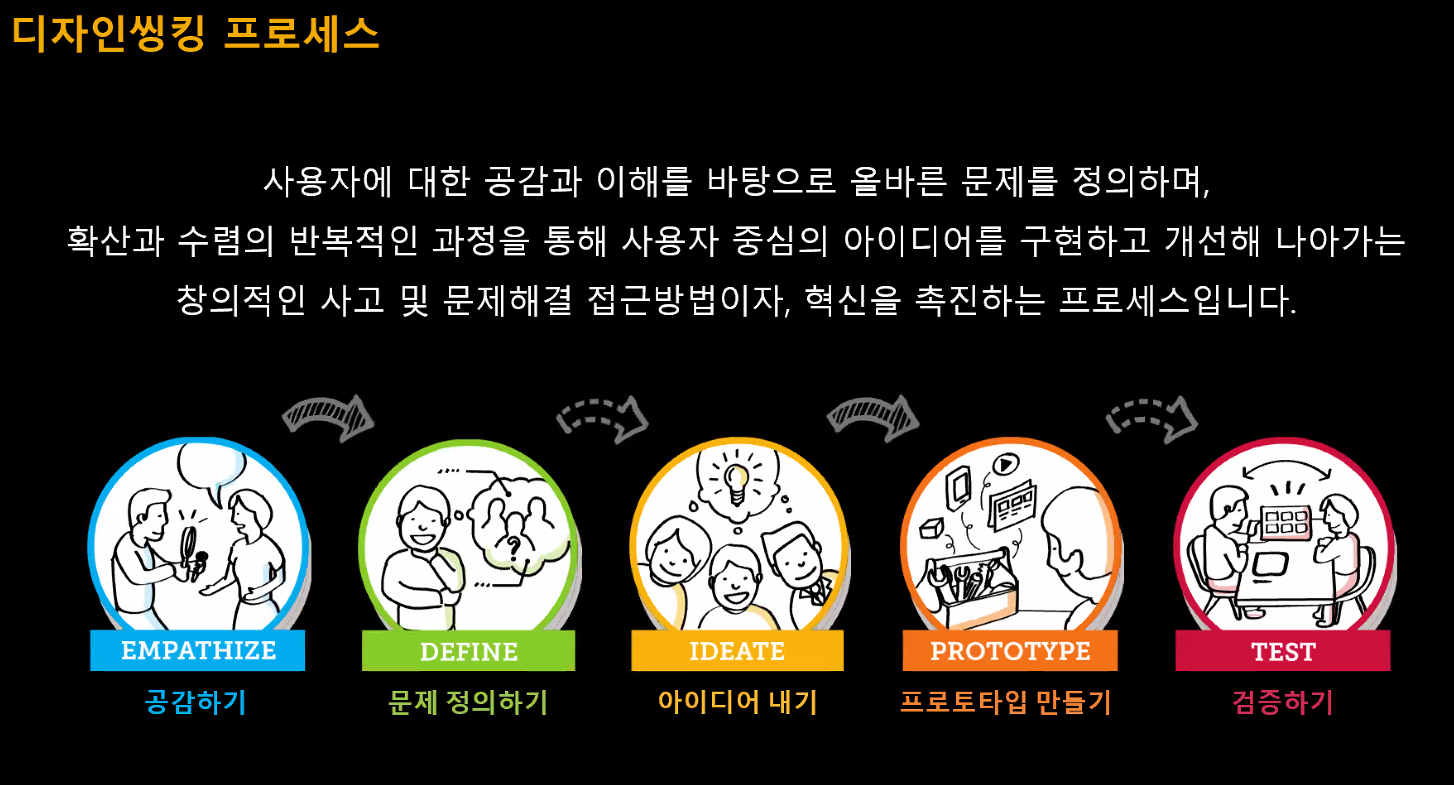 디자인씽킹 프로세스
사용자에 대한 공감과 이해를 바탕으로 올바른 문제를 정의하며,
확산과 수렴의 반복적인 과정을 통해 사용자 중심의 아이디어를 구현하고 개선해 나아가는
창의적인 사고 및 문제해결 접근방법이자, 혁신을 촉진하는 프로세스입니다.
?
EMPATHIZE
DEFINE
IDEATE
PROTOTYPE
TEST
공감하기
문제 정의하기
아이디어 내기
프로토타입 만들기
검증하기